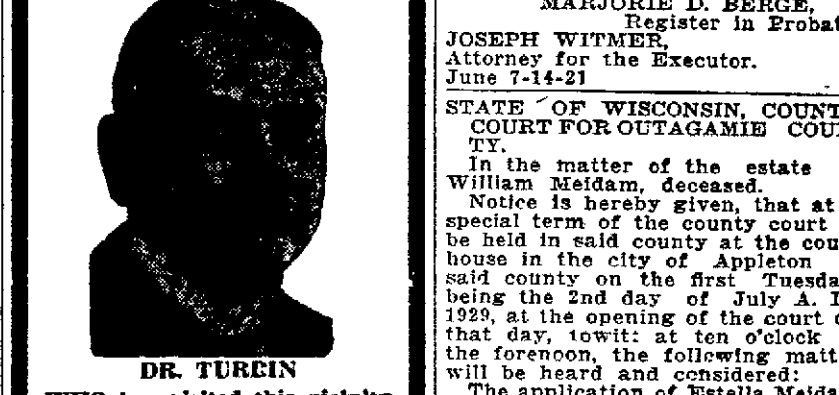 DR. TURBIN
MARJORIE D. BERGE,
Register in Probat
JOSEPH WITMER,
Attorney for the Executor.
June 7-14-21
STATE OF WISCONSIN, COUNT
COURT FOR OUTAGAMIE COU
TY.
In the matter of the estate
William Meidam, deceased.
Notice is hereby given, that at
special term of the county court
be held in said county at the cou
house in the city of Appleton
said county on the first Tuesda
being the 2nd day of July A. D
1929, at the opening of the court o
that day, towit: at ten o'clock
the forenoon, the following matt
will be heard and considered:
The application of Estella Meida